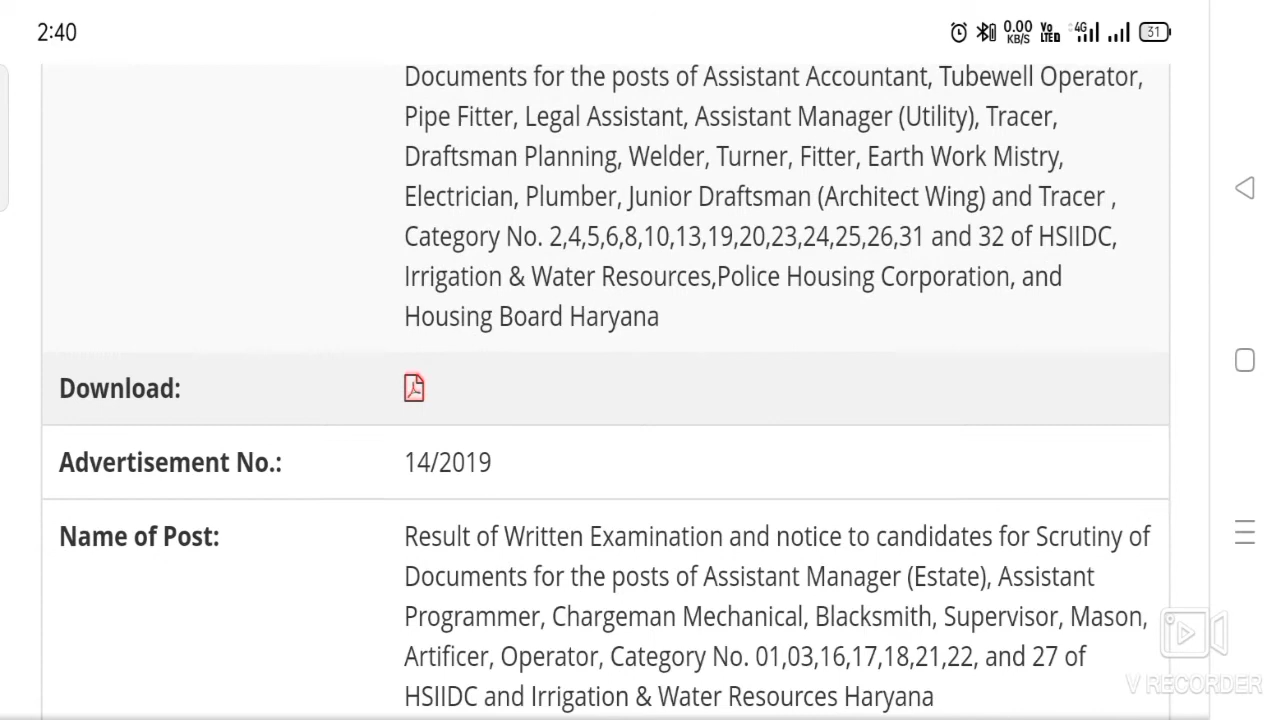 2:40
0.00
KB/S
Vo
LTE
4G
31
Documents for the posts of Assistant Accountant, Tubewell Operator,
Pipe Fitter, Legal Assistant, Assistant Manager (Utility), Tracer,
Draftsman Planning, Welder, Turner, Fitter, Earth Work Mistry,
Electrician, Plumber, Junior Draftsman (Architect Wing) and Tracer ,
Category No. 2,4,5,6,8,10,13,19,20,23,24,25,26,31 and 32 of HSIIDC,
Irrigation & Water Resources,Police Housing Corporation, and
Housing Board Haryana
Download:
Advertisement No.: 14/2019
Name of Post: Result of Written Examination and notice to candidates for Scrutiny of
Documents for the posts of Assistant Manager (Estate), Assistant
Programmer, Chargeman Mechanical, Blacksmith, Supervisor, Mason,
Artificer, Operator, Category No. 01,03,16,17,18,21,22, and 27 of
HSIIDC and Irrigation & Water Resources Haryana
V RECORDER